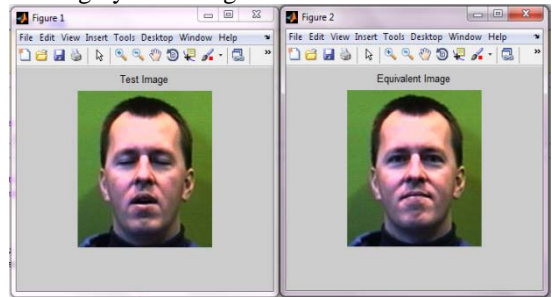 Figure 1
File Edit View Insert Tools Desktop Window Help
Test Image
Figure 2
File Edit View Insert Tools Desktop Window Help
Equivalent Image